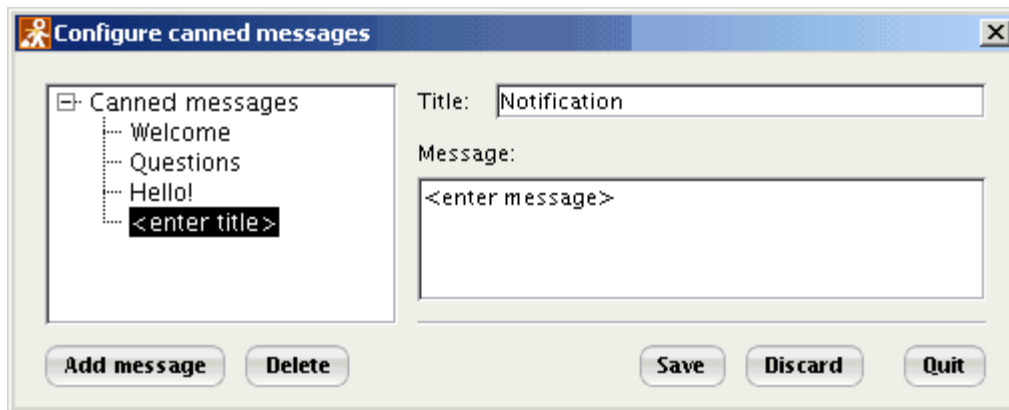 Configure canned messages
Canned messages
Welcome
Questions
Hello!
<enter title>
Title: Notification
Message:
<enter message>
Add message Delete Save Discard Quit